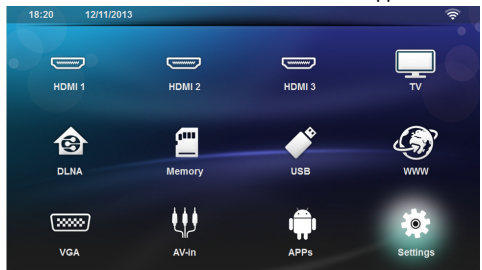 18:20 12/11/2013
HDMI 1 HDMI 2 HDMI 3 TV
DLNA Memory USB WWW
VGA AV-in APPs Settings